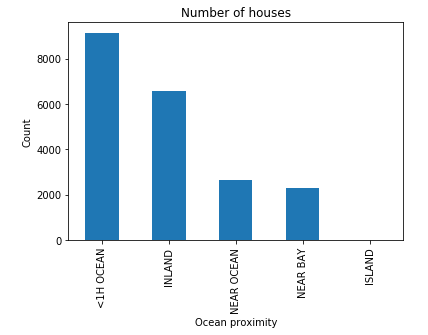 Number of houses
8000
6000
4000
2000
0
Count
<1H OCEAN
INLAND
NEAR OCEAN
NEAR BAY
ISLAND
Ocean proximity